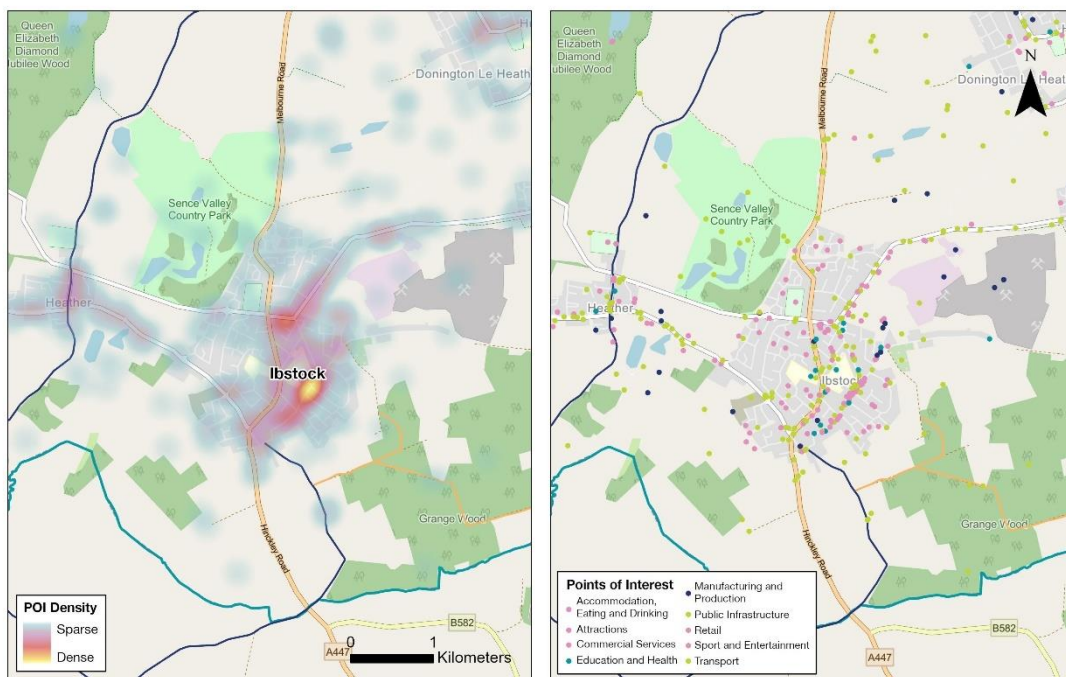 Queen
Elizabeth
Diamond
Jubilee Wood
Melbourne Road
Donington Le Heath
Sence Valley
Country Park
Heather
Ibstock
Grange Wood
Hinckley Road
B582
A447
POI Density
Sparse
Dense
0 1
Kilometers
Queen
Elizabeth
Diamond
Jubilee Wood
Melbourne Road
N
Donington Le Heath
Sence Valley
Country Park
Heather
Ibstock
Grange Wood
Hinckley Road
B582
A447
Points of Interest
Accommodation,
Eating and Drinking
Attractions
Commercial Services
Education and Health
Manufacturing and
Production
Public Infrastructure
Retail
Sport and Entertainment
Transport